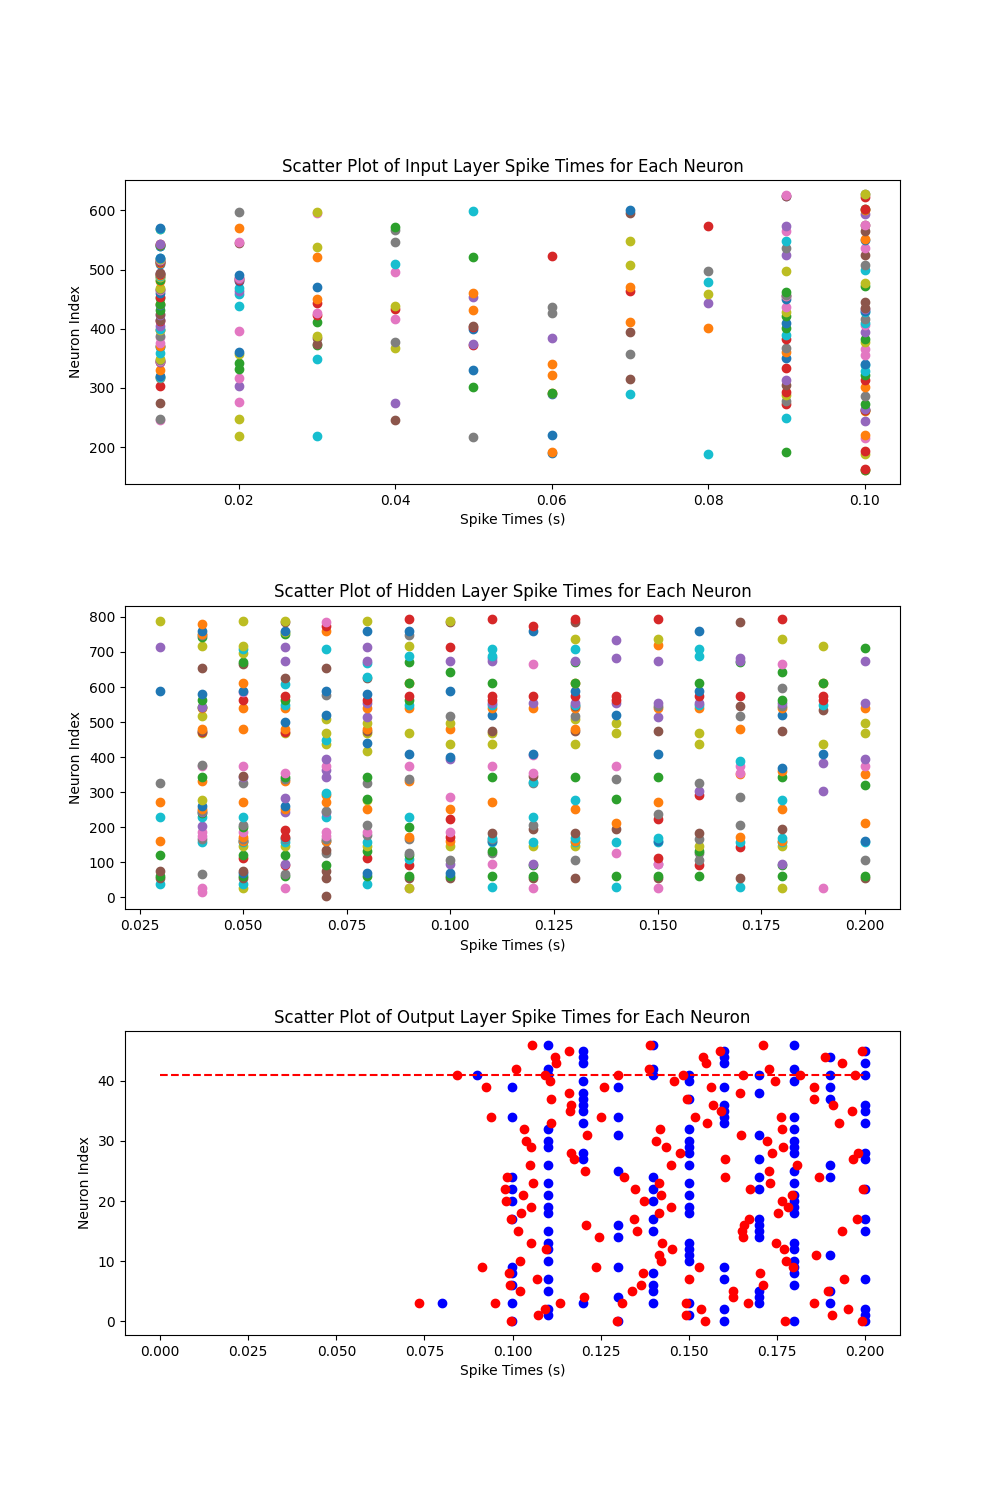 Scatter Plot of Input Layer Spike Times for Each Neuron
600
500
400
300
200
Neuron Index
0.02 0.04 0.06 0.08 0.10
Spike Times (s)
Scatter Plot of Hidden Layer Spike Times for Each Neuron
800
700
600
500
400
300
200
100
0
Neuron Index
0.025 0.050 0.075 0.100 0.125 0.150 0.175 0.200
Spike Times (s)
Scatter Plot of Output Layer Spike Times for Each Neuron
40
30
20
10
0
Neuron Index
0.000 0.025 0.050 0.075 0.100 0.125 0.150 0.175 0.200
Spike Times (s)